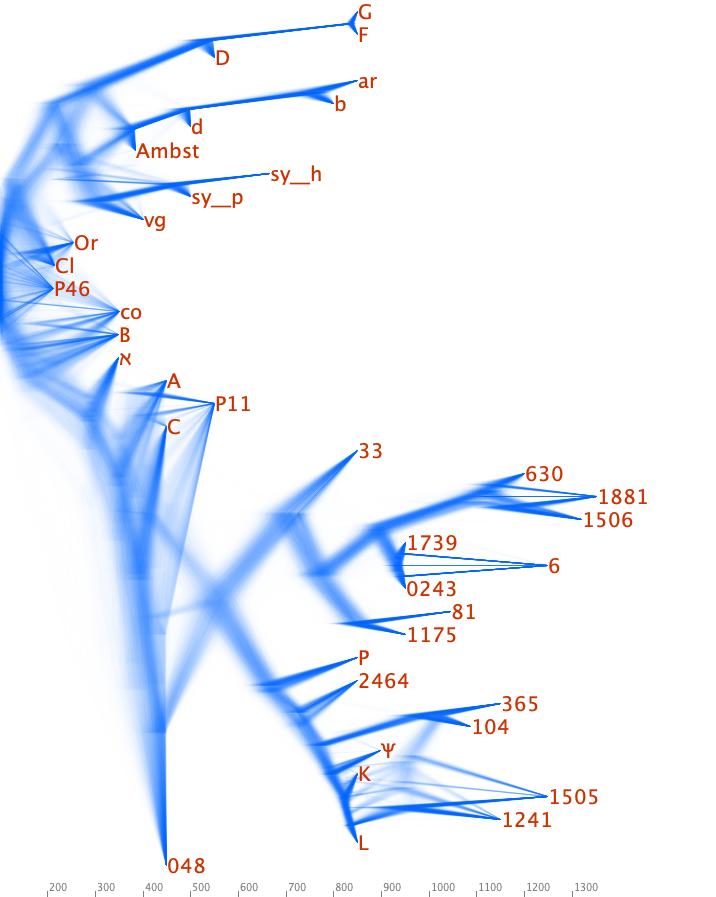 G
F
D
ar
b
d
Ambst
sy__h
sy__p
vg
Or
Cl
P46
co
B
א
A
P11
C
33
630
1881
1506
1739
6
0243
81
1175
P
2464
365
104
Ψ
K
1505
1241
L
048
200 300 400 500 600 700 800 900 1000 1100 1200 1300